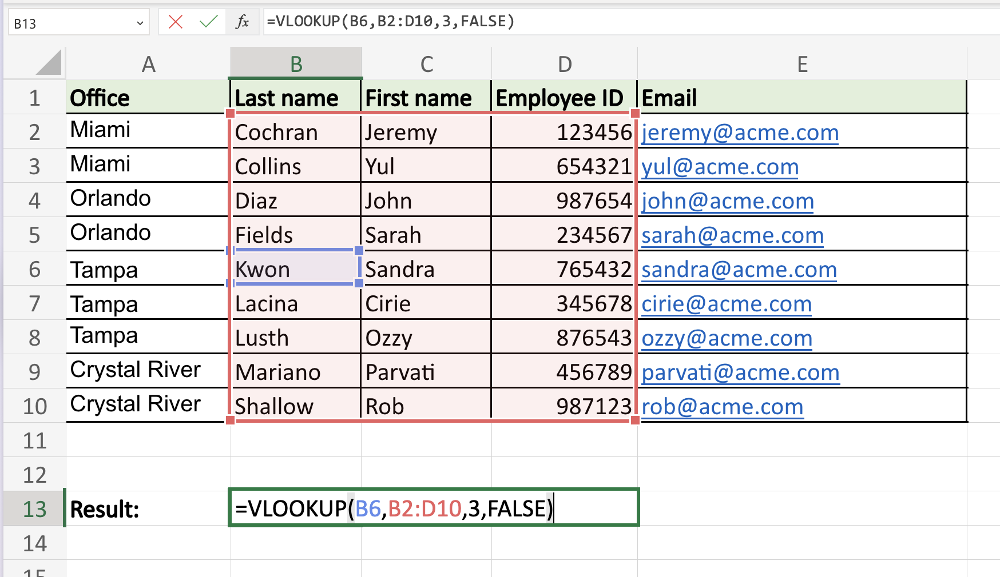 B13 fx =VLOOKUP(B6,B2:D10,3,FALSE)
A B C D E
1 Office Last name First name Employee ID Email
2 Miami Cochran Jeremy 123456 jeremy@acme.com
3 Miami Collins Yul 654321 yul@acme.com
4 Orlando Diaz John 987654 john@acme.com
5 Orlando Fields Sarah 234567 sarah@acme.com
6 Tampa Kwon Sandra 765432 sandra@acme.com
7 Tampa Lacina Cirie 345678 cirie@acme.com
8 Tampa Lusth Ozzy 876543 ozzy@acme.com
9 Crystal River Mariano Parvati 456789 parvati@acme.com
10 Crystal River Shallow Rob 987123 rob@acme.com
11
12
13 Result: =VLOOKUP(B6,B2:D10,3,FALSE)
14
15